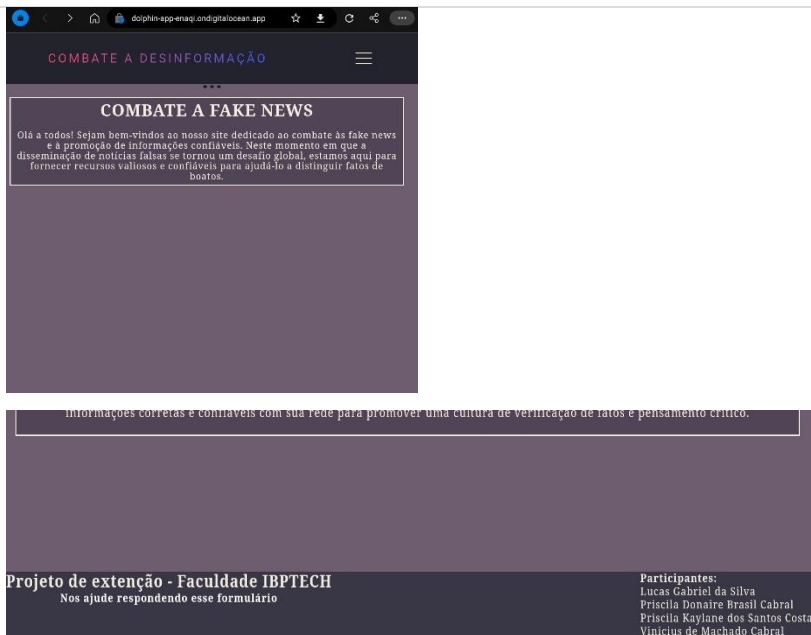 dolphin-app-enaqi.ondigitalocean.app
COMBATE A DESINFORMAÇÃO
COMBATE A FAKE NEWS
Olá a todos! Sejam bem-vindos ao nosso site dedicado ao combate às fake news
e à promoção de informações confiáveis. Neste momento em que a
disseminação de notícias falsas se tornou um desafio global, estamos aqui para
fornecer recursos valiosos e confiáveis para ajudá-lo a distinguir fatos de
boatos.
informações corretas e confiáveis com sua rede para promover uma cultura de verificação de fatos e pensamento crítico.
Projeto de extenção - Faculdade IBPTECH
Nos ajude respondendo esse formulário
Participantes:
Lucas Gabriel da Silva
Priscila Donaire Brasil Cabral
Priscila Kaylane dos Santos Costa
Vinicius de Machado Cabral